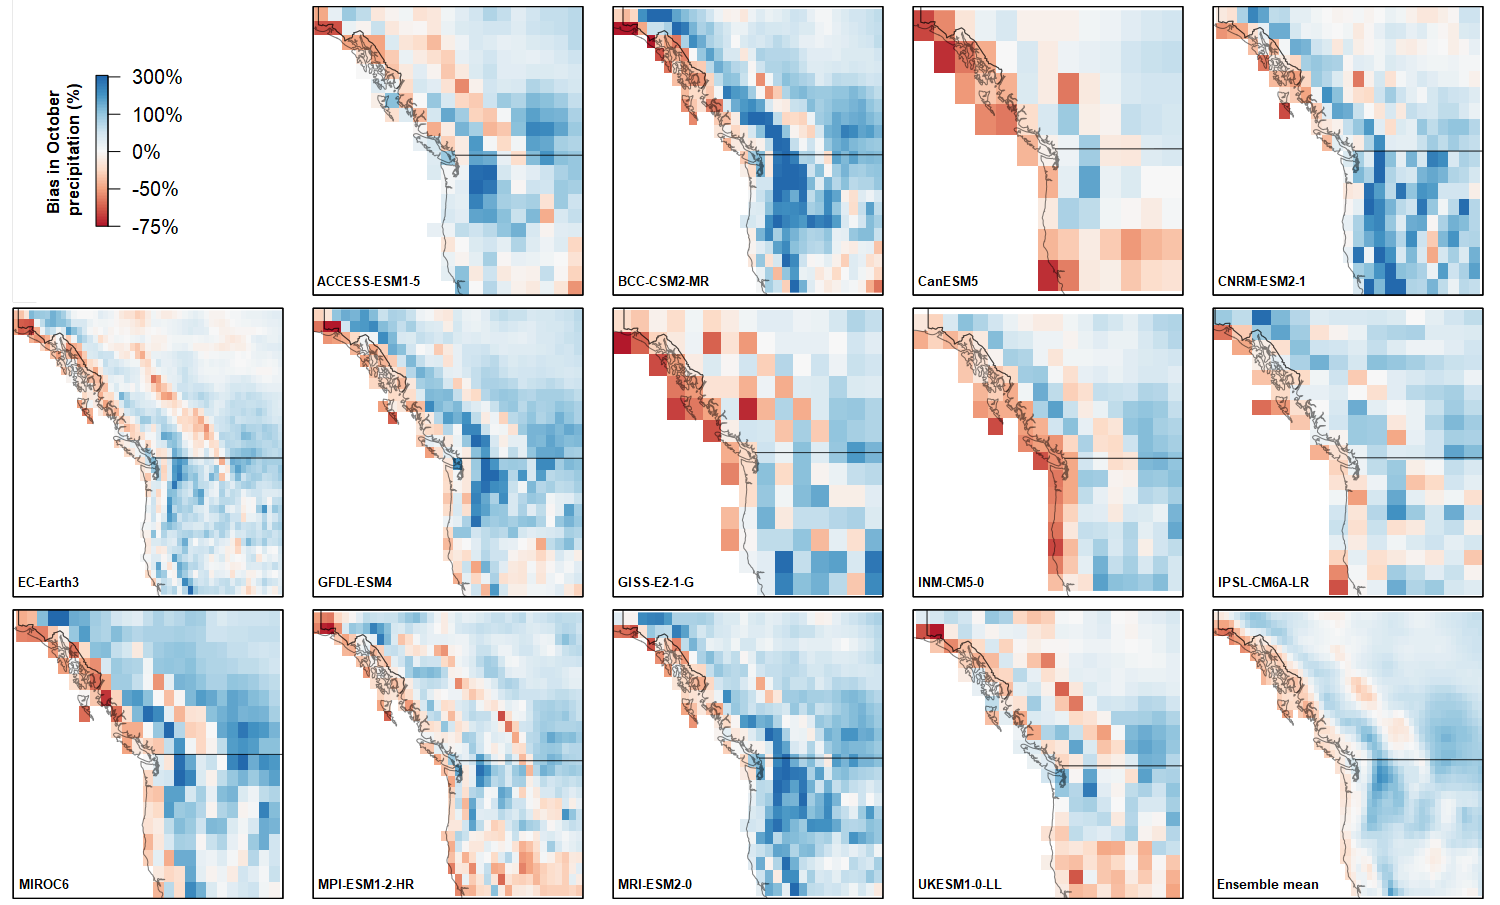 Bias in October
precipitation (%)
300%
100%
0%
-50%
-75%
ACCESS-ESM1-5
BCC-CSM2-MR
CanESM5
CNRM-ESM2-1
EC-Earth3
GFDL-ESM4
GISS-E2-1-G
INM-CM5-0
IPSL-CM6A-LR
MIROC6
MPI-ESM1-2-HR
MRI-ESM2-0
UKESM1-0-LL
Ensemble mean